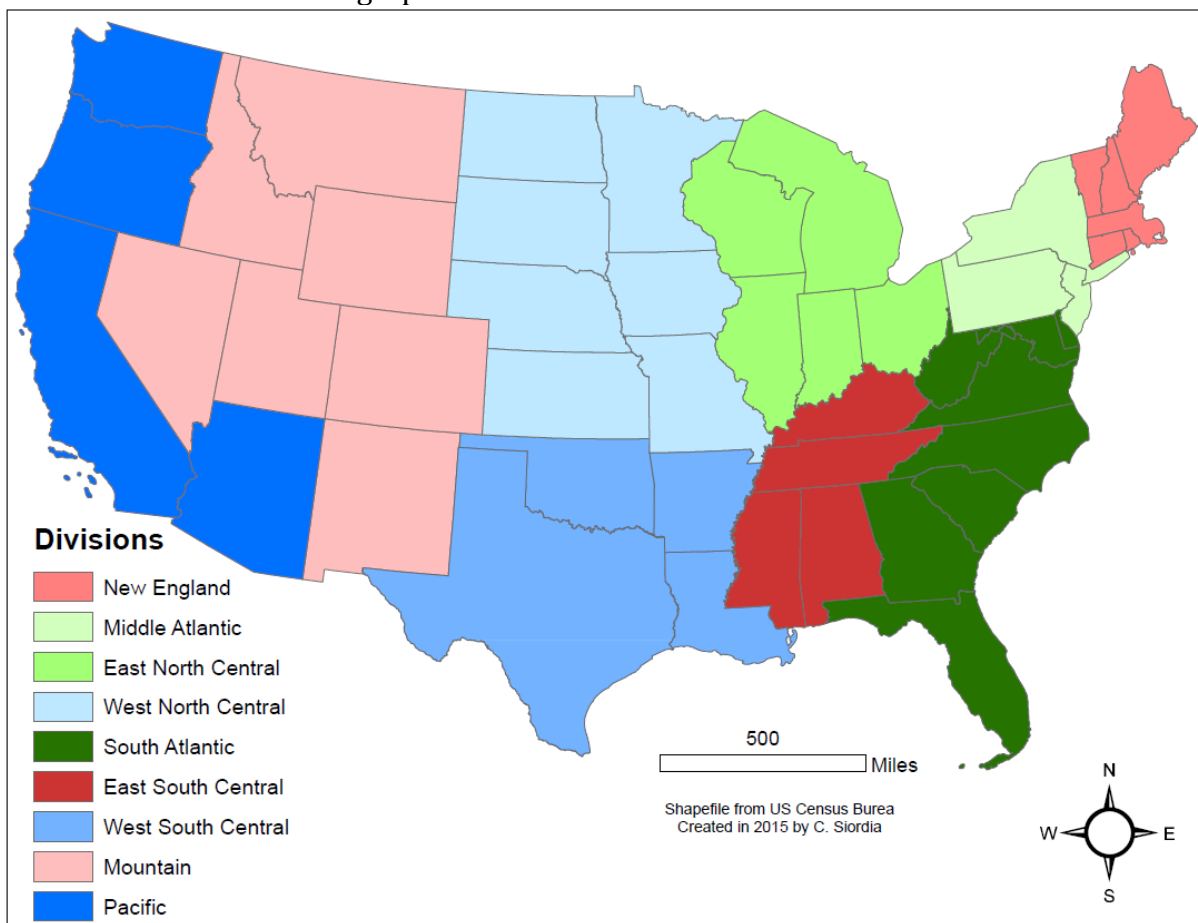 Divisions
New England
Middle Atlantic
East North Central
West North Central
South Atlantic
East South Central
West South Central
Mountain
Pacific
500
Miles
Shapefile from US Census Burea
Created in 2015 by C. Siordia
N
W E
S